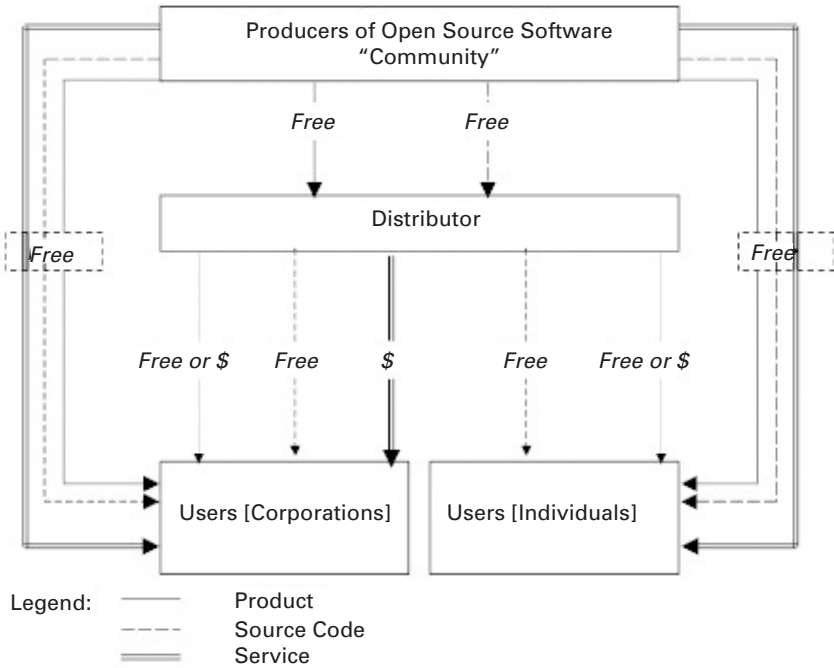 Producers of Open Source Software
“Community”
Free
Free
Distributor
Free
Free
Free or $
Free
$
Free
Free or $
Users [Corporations]
Users [Individuals]
Legend:
Product
Source Code
Service